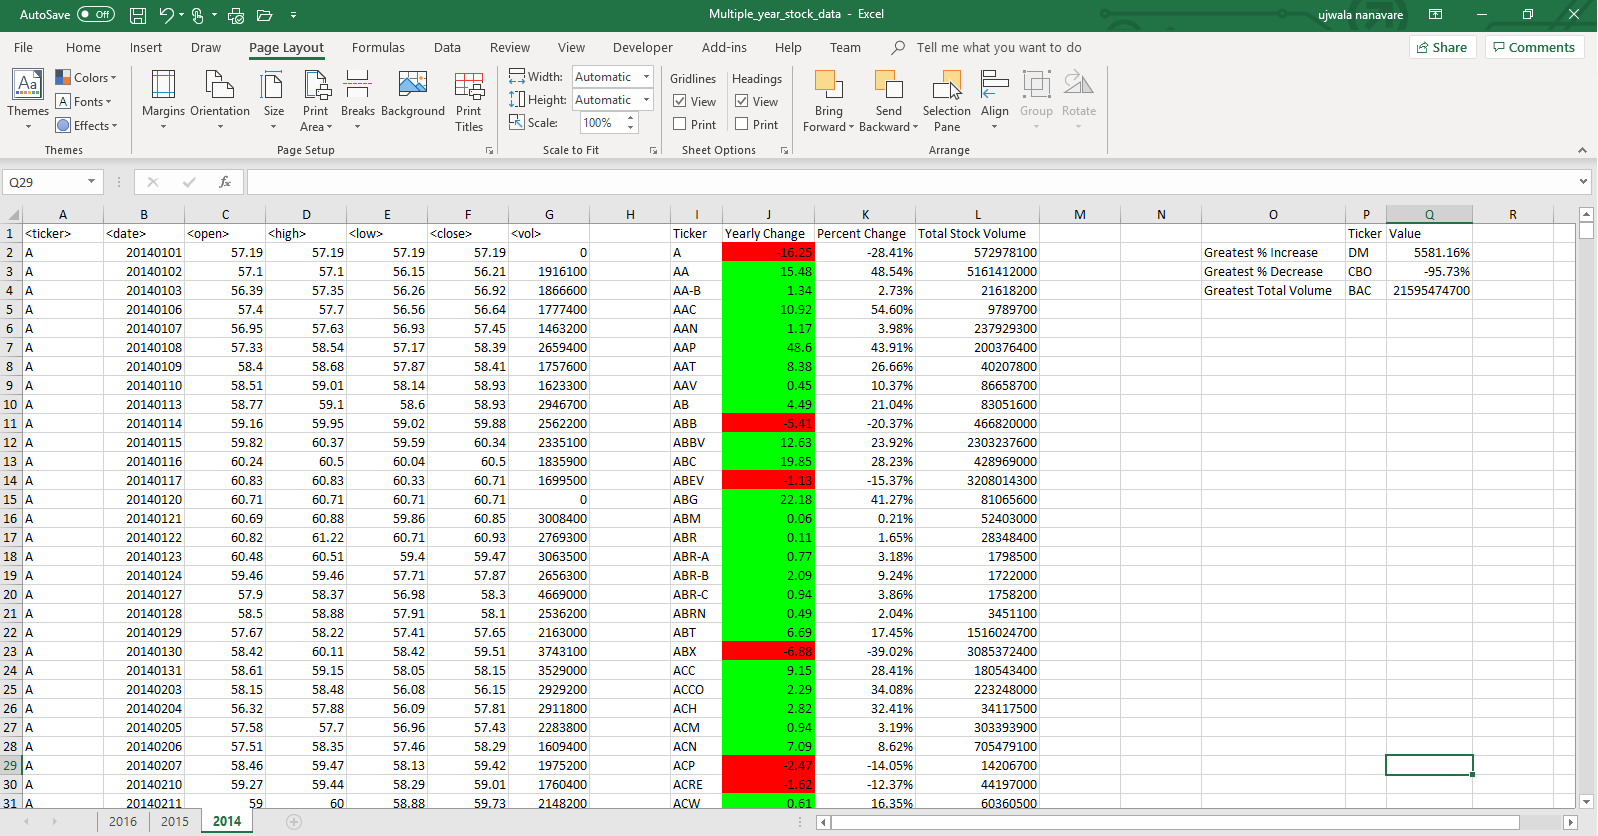 AutoSave Off Multiple_year_stock_data - Excel ujwala nanavare
File Home Insert Draw Page Layout Formulas Data Review View Developer Add-ins Help Team Tell me what you want to do Share Comments
Aa Colors Width: Automatic Gridlines Headings
A Fonts Height: Automatic View View
Themes Effects Margins Orientation Size Print Area Breaks Background Print Titles Scale: 100% Print Print Bring Forward Send Backward Selection Pane Align Group Rotate
Themes Page Setup Scale to Fit Sheet Options Arrange
Q29 fx
A B C D E F G H I J K L M N O P Q R
1 <ticker> <date> <open> <high> <low> <close> <vol> Ticker Yearly Change Percent Change Total Stock Volume Ticker Value
2 A 20140101 57.19 57.19 57.19 57.19 0 A -16.25 -28.41% 572978100 Greatest % Increase DM 5581.16%
3 A 20140102 57.1 57.1 56.15 56.21 1916100 AA 15.48 48.54% 5161412000 Greatest % Decrease CBO -95.73%
4 A 20140103 56.39 57.35 56.26 56.92 1866600 AA-B 1.34 2.73% 21618200 Greatest Total Volume BAC 21595474700
5 A 20140106 57.4 57.7 56.56 56.64 1777400 AAC 10.92 54.60% 9789700
6 A 20140107 56.95 57.63 56.93 57.45 1463200 AAN 1.17 3.98% 237929300
7 A 20140108 57.33 58.54 57.17 58.39 2659400 AAP 48.6 43.91% 200376400
8 A 20140109 58.4 58.68 57.87 58.41 1757600 AAT 8.38 26.66% 40207800
9 A 20140110 58.51 59.01 58.14 58.93 1623300 AAV 0.45 10.37% 86658700
10 A 20140113 58.77 59.1 58.6 58.93 2946700 AB 4.49 21.04% 83051600
11 A 20140114 59.16 59.95 59.02 59.88 2562200 ABB -5.41 -20.37% 466820000
12 A 20140115 59.82 60.37 59.59 60.34 2335100 ABBV 12.63 23.92% 2303237600
13 A 20140116 60.24 60.5 60.04 60.5 1835900 ABC 19.85 28.23% 428969000
14 A 20140117 60.83 60.83 60.33 60.71 1699500 ABEV -1.13 -15.37% 3208014300
15 A 20140120 60.71 60.71 60.71 60.71 0 ABG 22.18 41.27% 81065600
16 A 20140121 60.69 60.88 59.86 60.85 3008400 ABM 0.06 0.21% 52403000
17 A 20140122 60.82 61.22 60.71 60.93 2769300 ABR 0.11 1.65% 28348400
18 A 20140123 60.48 60.51 59.4 59.47 3063500 ABR-A 0.77 3.18% 1798500
19 A 20140124 59.46 59.46 57.71 57.87 2656300 ABR-B 2.09 9.24% 1722000
20 A 20140127 57.9 58.37 56.98 58.3 4669000 ABR-C 0.94 3.86% 1758200
21 A 20140128 58.5 58.88 57.91 58.1 2536200 ABRN 0.49 2.04% 3451100
22 A 20140129 57.67 58.22 57.41 57.65 2163000 ABT 6.69 17.45% 1516024700
23 A 20140130 58.42 60.11 58.42 59.51 3743100 ABX -6.88 -39.02% 3085372400
24 A 20140131 58.61 59.15 58.05 58.15 3529000 ACC 9.15 28.41% 180543400
25 A 20140203 58.15 58.48 56.08 56.15 2929200 ACCO 2.29 34.08% 223248000
26 A 20140204 56.32 57.88 56.09 57.81 2911800 ACH 2.82 32.41% 34117500
27 A 20140205 57.58 57.7 56.96 57.43 2283800 ACM 0.94 3.19% 303393900
28 A 20140206 57.51 58.35 57.46 58.29 1609400 ACN 7.09 8.62% 705479100
29 A 20140207 58.46 59.47 58.13 59.42 1975200 ACP -2.47 -14.05% 14206700
30 A 20140210 59.27 59.44 58.29 59.01 1760400 ACRE -1.62 -12.37% 44197000
31 A 20140211 59 60 58.88 59.73 2148200 ACW 0.61 16.35% 60360500
2016 2015 2014